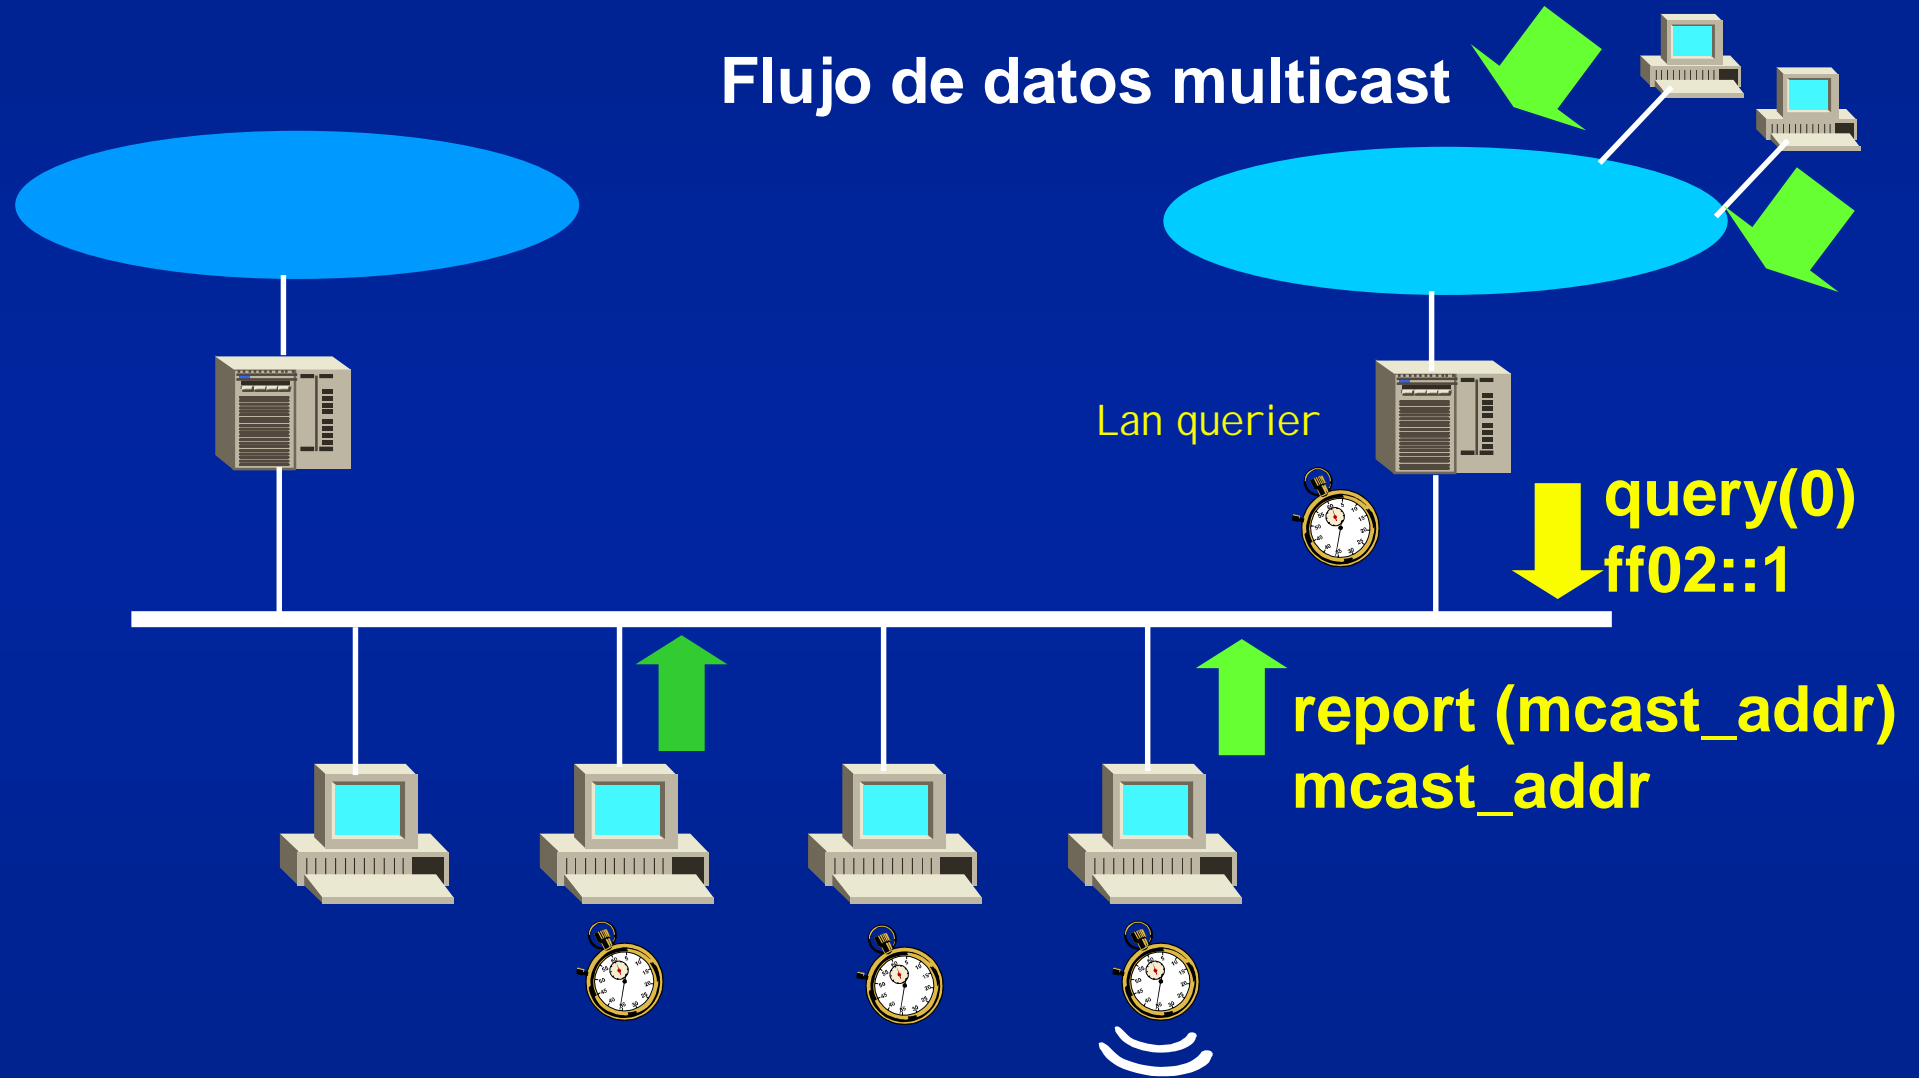 Flujo de datos multicast
Lan querier
query(0)
ff02::1
report (mcast_addr)
mcast_addr